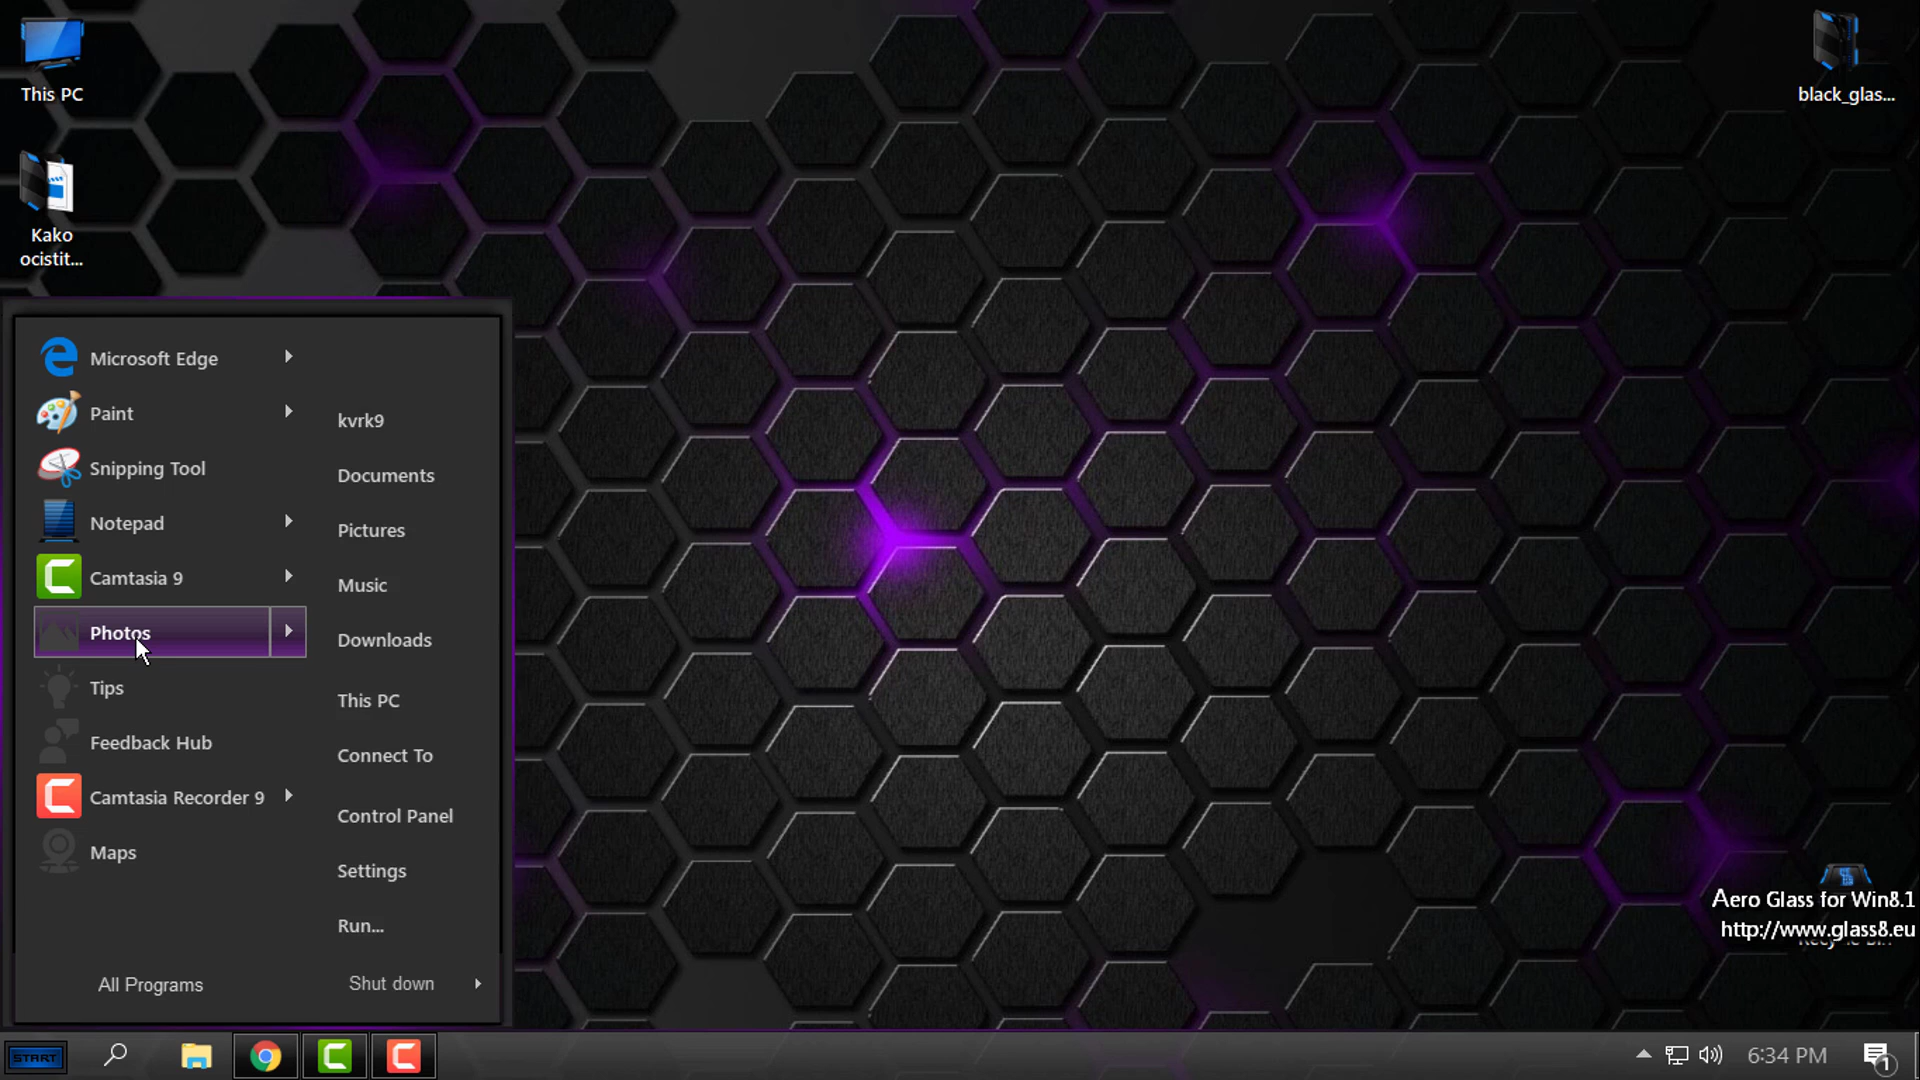 This PC
Kako
ocistit...
black_glas...
Microsoft Edge
Paint
Snipping Tool
Notepad
Camtasia 9
Photos
Tips
Feedback Hub
Camtasia Recorder 9
Maps
All Programs
kvrk9
Documents
Pictures
Music
Downloads
This PC
Connect To
Control Panel
Settings
Run...
Shut down
Aero Glass for Win8.1
http://www.glass8.eu
START
6:34 PM
1